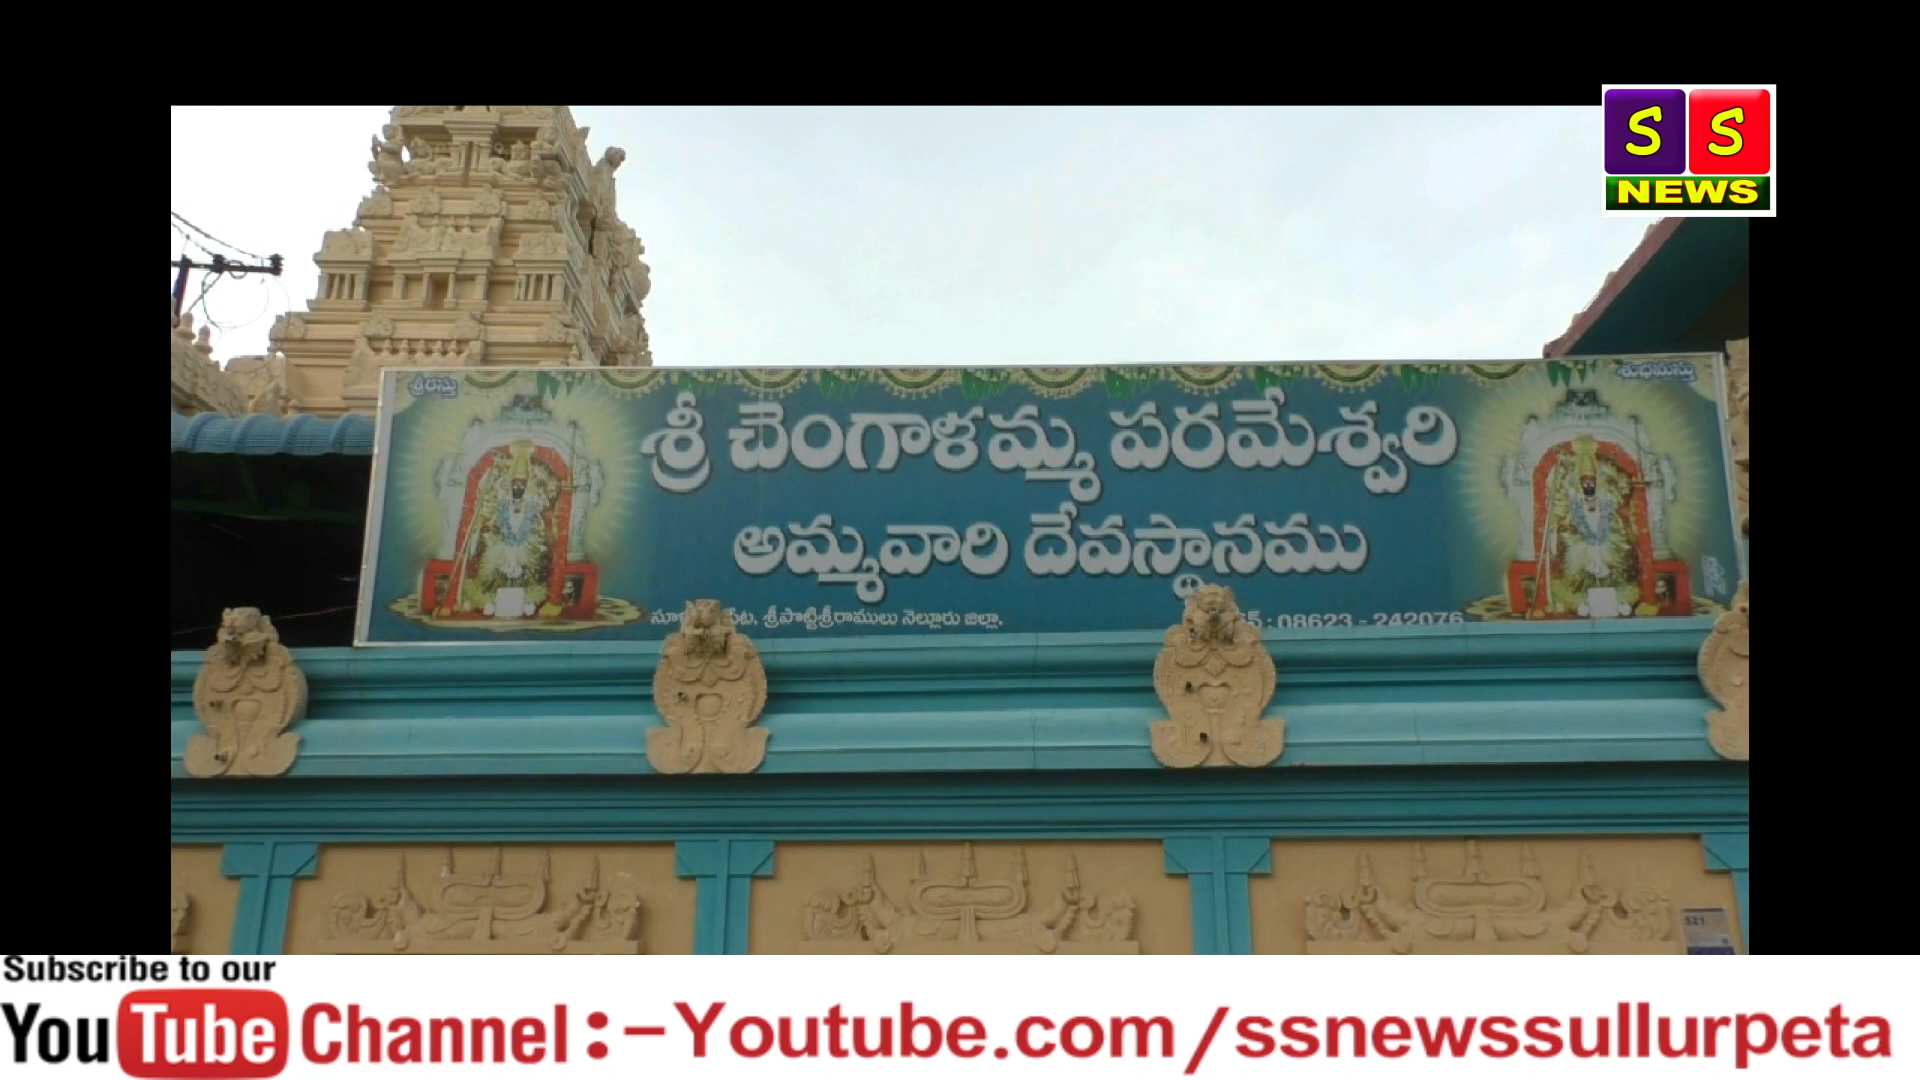 S S
NEWS
శ్రీరస్తు
శుభమస్తు
శ్రీ చెంగాళమ్మ పరమేశ్వరి
అమ్మవారి దేవస్థానము
శ్రీపొట్టిశ్రీరాములు నెల్లూరు జిల్లా.
: 08623 - 242076
Subscribe to our
YouTube Channel :- Youtube.com/ssnewssullurpeta